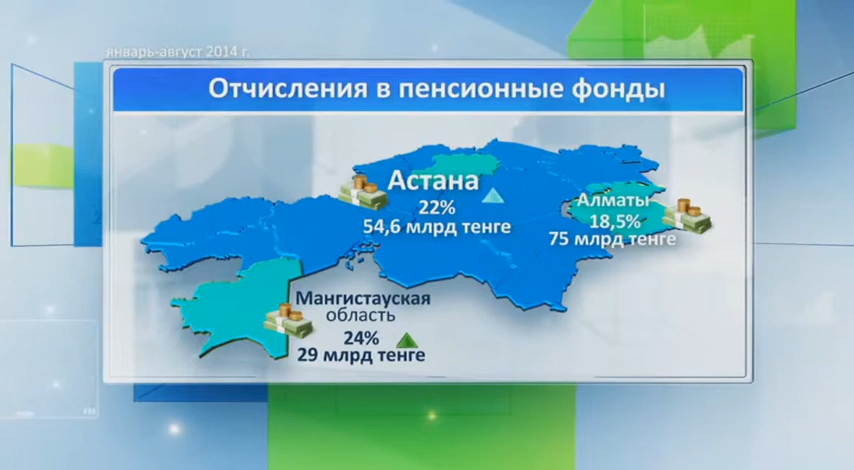 январь-август 2014 г.
Отчисления в пенсионные фонды
Астана
22%
54,6 млрд тенге
Алматы
18,5%
75 млрд тенге
Мангистауская
область
24%
29 млрд тенге